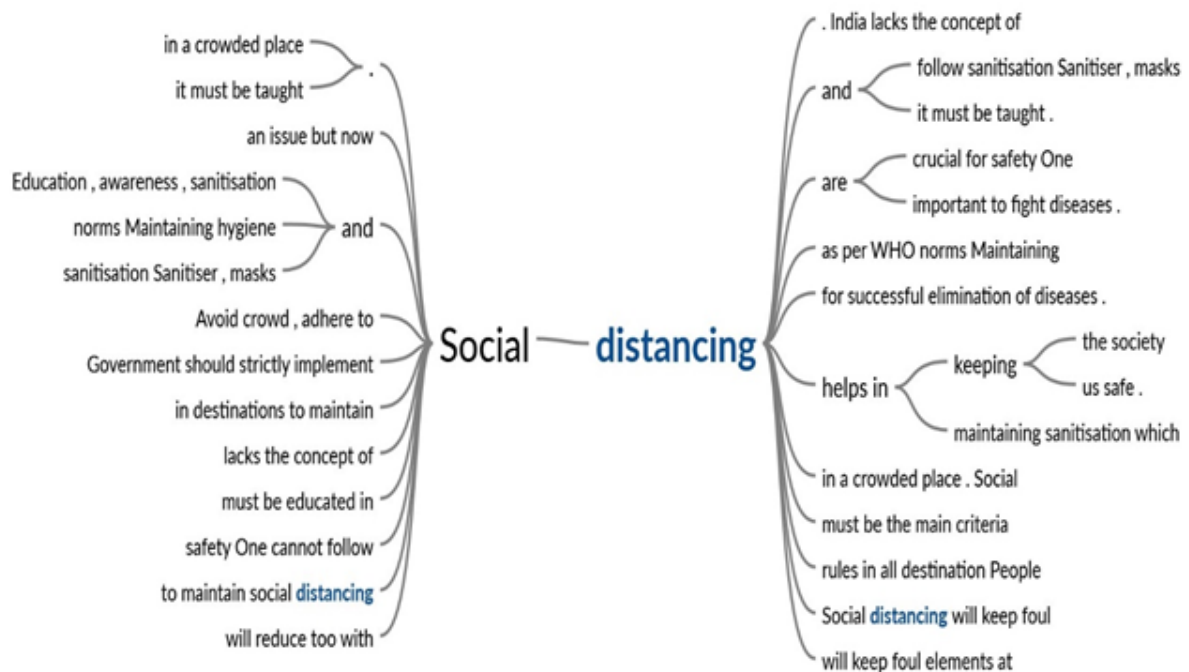 in a crowded place
it must be taught
.
an issue but now
Education , awareness , sanitisation
norms Maintaining hygiene
sanitisation Sanitiser , masks
and
Avoid crowd , adhere to
Government should strictly implement
in destinations to maintain
lacks the concept of
must be educated in
safety One cannot follow
to maintain social distancing
will reduce too with
Social distancing
. India lacks the concept of
and
follow sanitisation Sanitiser , masks
it must be taught .
are
crucial for safety One
important to fight diseases .
as per WHO norms Maintaining
for successful elimination of diseases .
helps in
keeping
the society
us safe .
maintaining sanitisation which
in a crowded place . Social
must be the main criteria
rules in all destination People
Social distancing will keep foul
will keep foul elements at